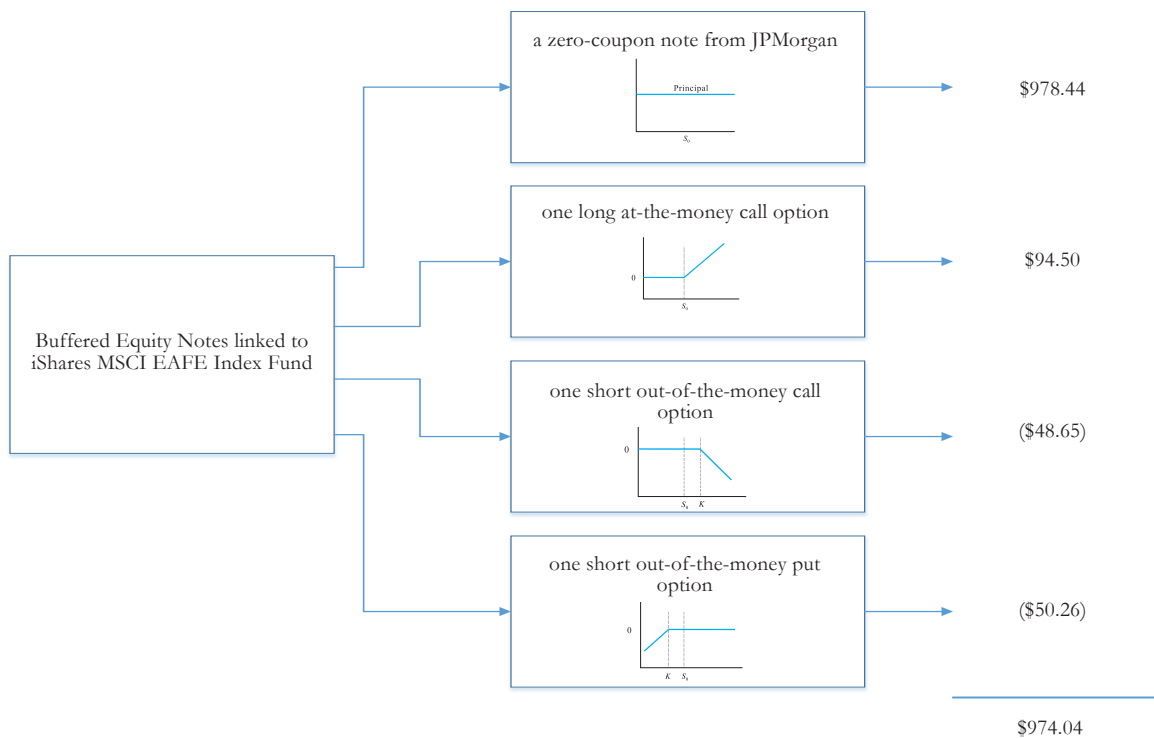 a zero-coupon note from JPMorgan
Principal
S₀
$978.44
one long at-the-money call option
0
S₀
$94.50
Buffered Equity Notes linked to
iShares MSCI EAFE Index Fund
one short out-of-the-money call
option
0
S₀ K
($48.65)
one short out-of-the-money put
option
0
K S₀
($50.26)
$974.04